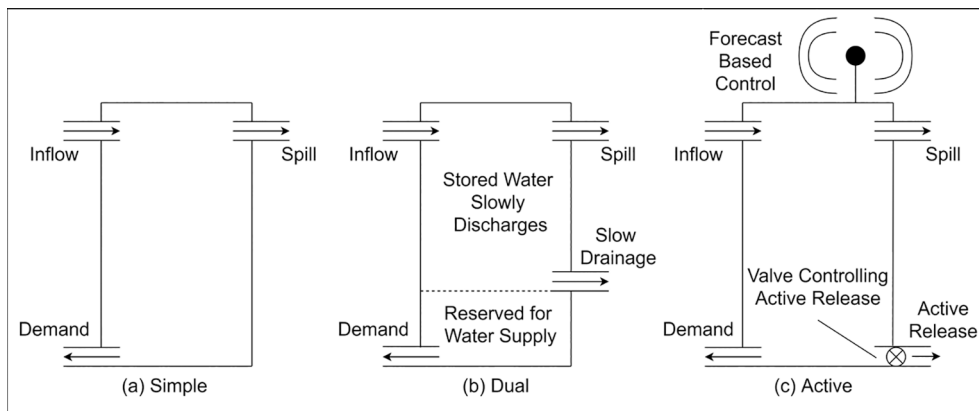 Inflow
Spill
Demand
(a) Simple
Inflow
Spill
Stored Water
Slowly
Discharges
Slow
Drainage
Reserved for
Water Supply
Demand
(b) Dual
Forecast
Based
Control
Inflow
Spill
Valve Controlling
Active Release
Active
Release
Demand
(c) Active